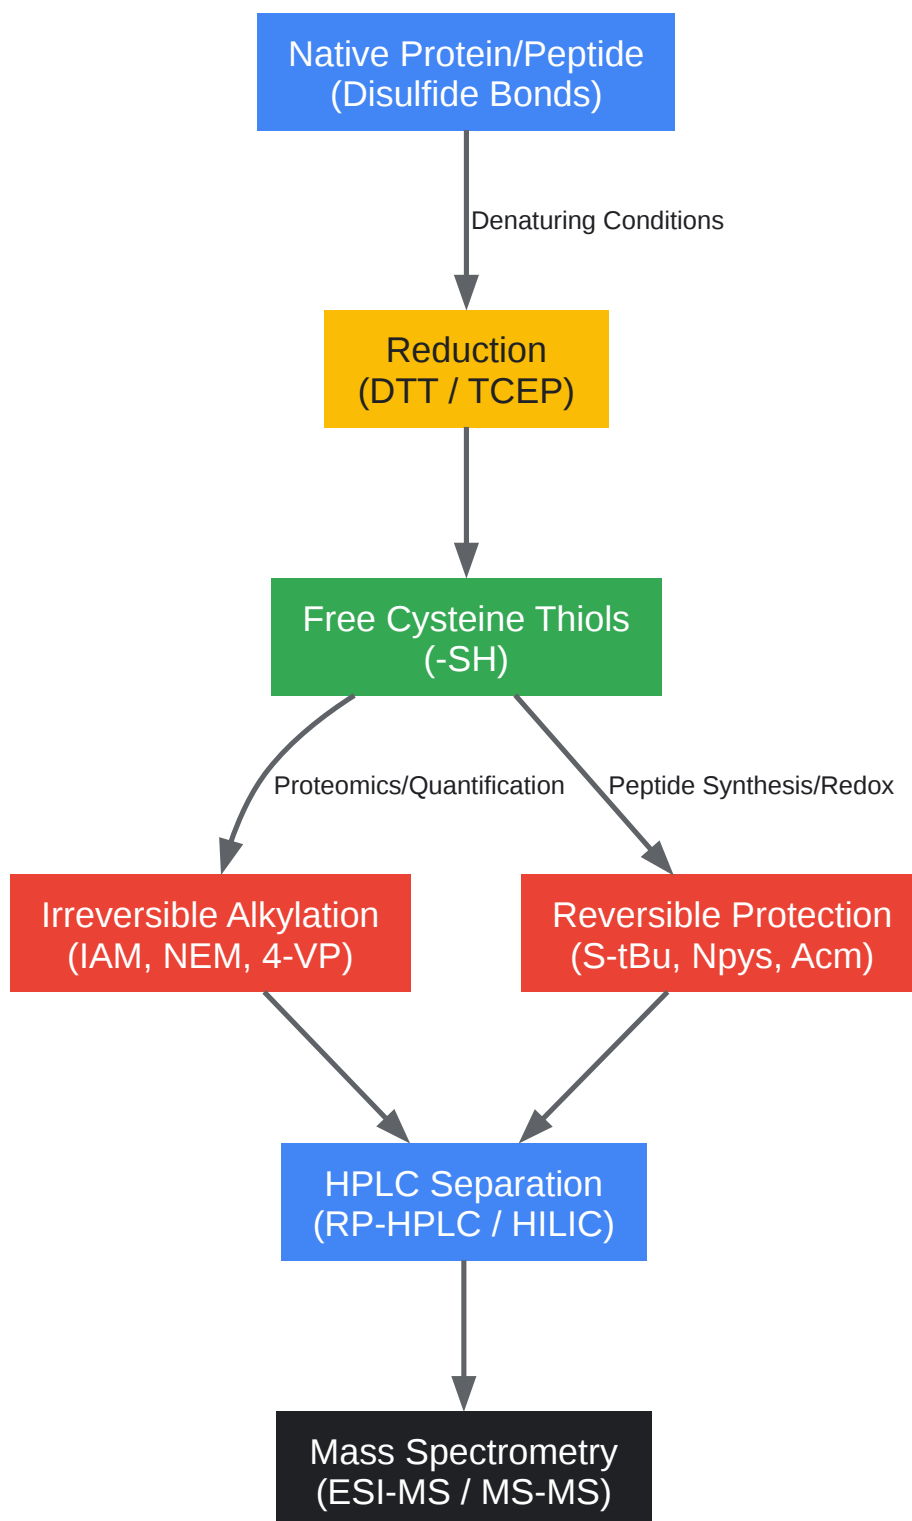 Native Protein/Peptide
(Disulfide Bonds)
Denaturing Conditions
Reduction
(DTT / TCEP)
Free Cysteine Thiols
(-SH)
Proteomics/Quantification
Peptide Synthesis/Redox
Irreversible Alkylation
(IAM, NEM, 4-VP)
Reversible Protection
(S-tBu, Npys, Acm)
HPLC Separation
(RP-HPLC / HILIC)
Mass Spectrometry
(ESI-MS / MS-MS)